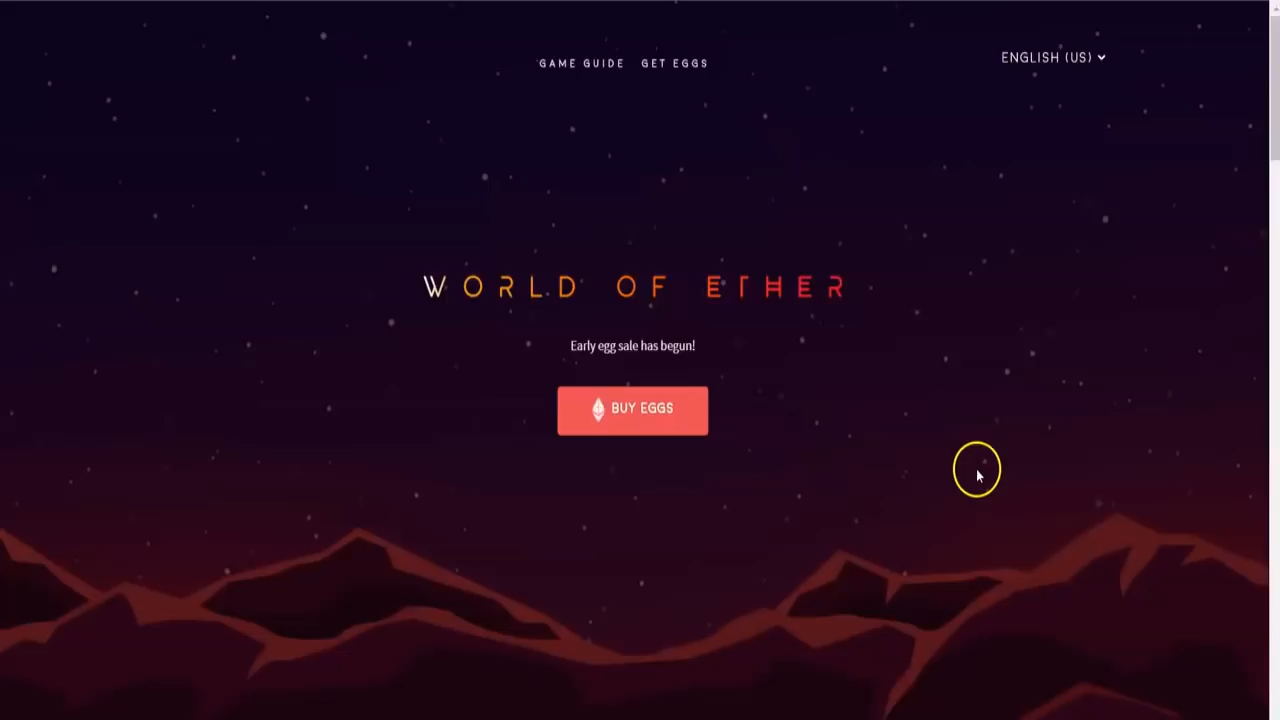 GAME GUIDE GET EGGS
ENGLISH (US)
WORLD OF ETHER
Early egg sale has begun!
BUY EGGS